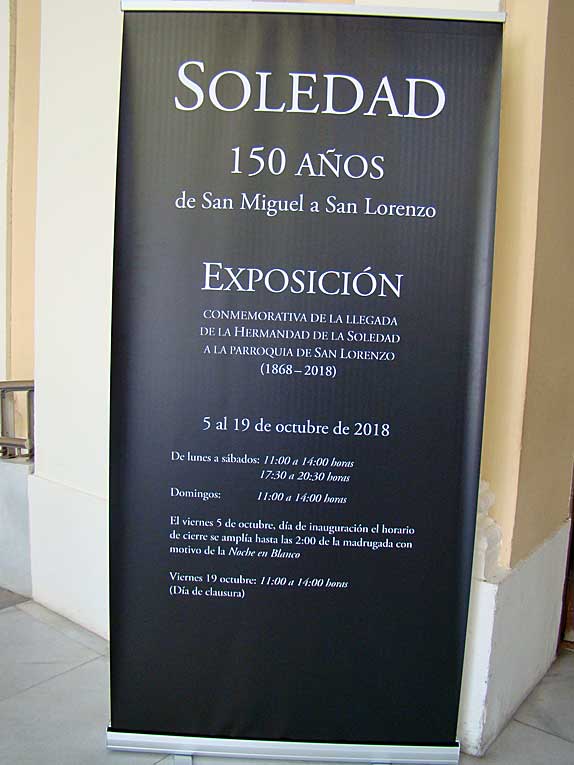 SOLEDAD
150 AÑOS
de San Miguel a San Lorenzo
EXPOSICIÓN
CONMEMORATIVA DE LA LLEGADA
DE LA HERMANDAD DE LA SOLEDAD
A LA PARROQUIA DE SAN LORENZO
(1868–2018)
5 al 19 de octubre de 2018
De lunes a sábados: 11:00 a 14:00 horas
17:30 a 20:30 horas
Domingos: 11:00 a 14:00 horas
El viernes 5 de octubre, día de inauguración el horario
de cierre se amplía hasta las 2:00 de la madrugada con
motivo de la Noche en Blanco
Viernes 19 octubre: 11:00 a 14:00 horas
(Día de clausura)